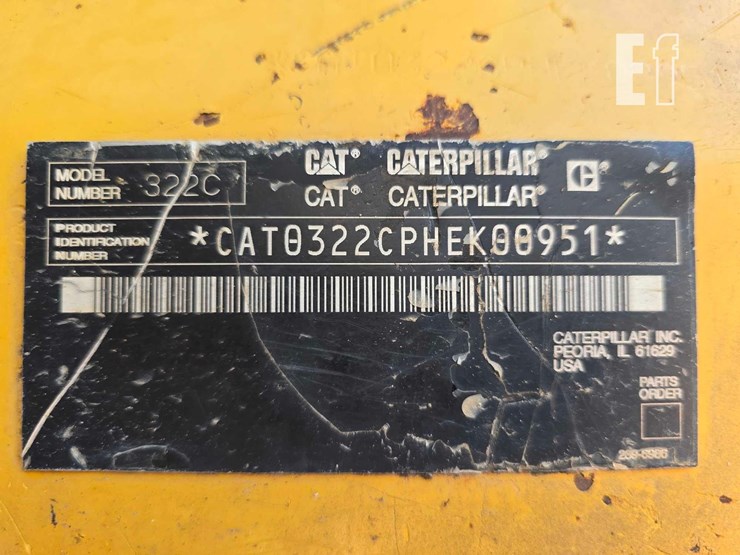 Ef
MODEL
NUMBER 322C
CAT® CATERPILLAR® C
CAT® CATERPILLAR®
PRODUCT
IDENTIFICATION
NUMBER
*CAT0322CPHEK00951*
CATERPILLAR INC.
PEORIA, IL 61629
USA
PARTS
ORDER